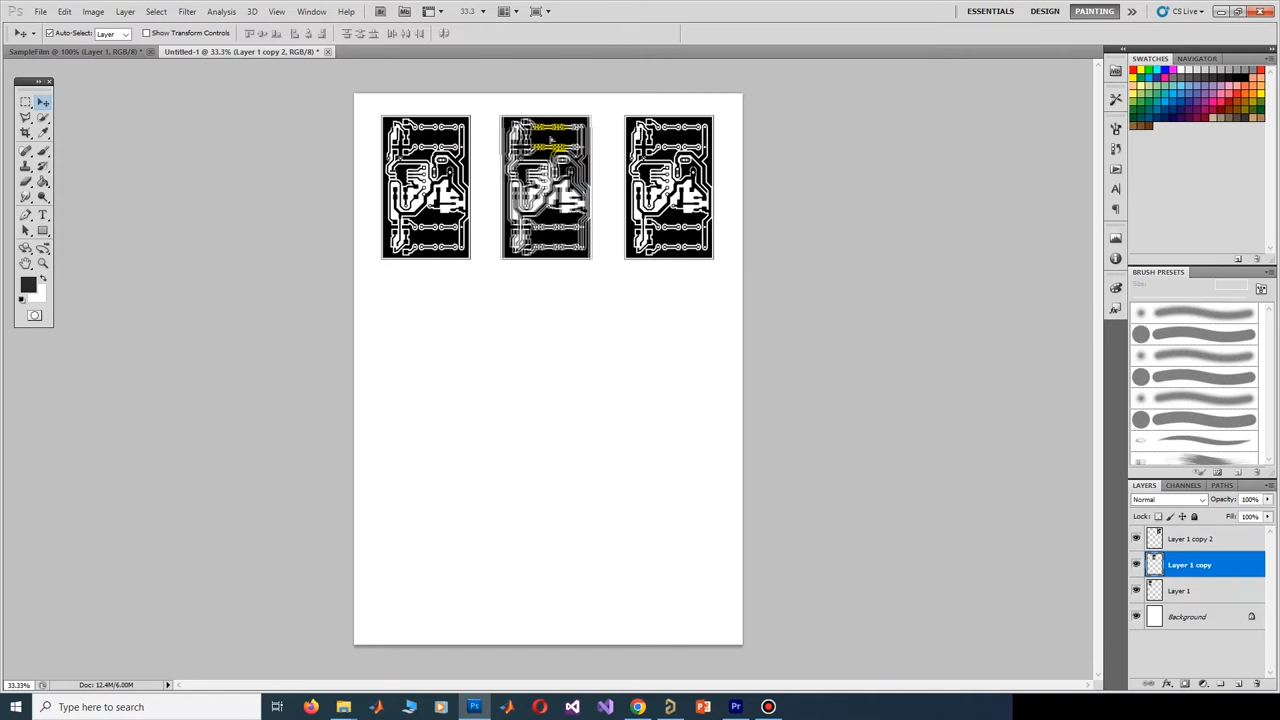 Ps File Edit Image Layer Select Filter Analysis 3D View Window Help 33.3 ESSENTIALS DESIGN PAINTING CS Live
Auto-Select: Layer Show Transform Controls
SampleFilm @ 100% (Layer 1, RGB/8) * Untitled-1 @ 33.3% (Layer 1 copy 2, RGB/8) *
SWATCHES NAVIGATOR
BRUSH PRESETS
Size:
LAYERS CHANNELS PATHS
Normal Opacity: 100%
Lock: Fill: 100%
Layer 1 copy 2
Layer 1 copy
Layer 1
Background
33.33% Doc: 12.4M/6.00M
Type here to search